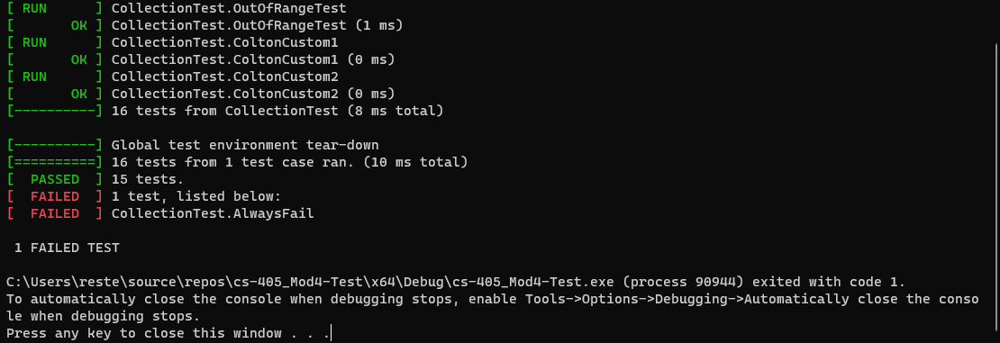 [ RUN      ] CollectionTest.OutOfRangeTest
[       OK ] CollectionTest.OutOfRangeTest (1 ms)
[ RUN      ] CollectionTest.ColtonCustom1
[       OK ] CollectionTest.ColtonCustom1 (0 ms)
[ RUN      ] CollectionTest.ColtonCustom2
[       OK ] CollectionTest.ColtonCustom2 (0 ms)
[----------] 16 tests from CollectionTest (8 ms total)
[----------] Global test environment tear-down
[==========] 16 tests from 1 test case ran. (10 ms total)
[  PASSED  ] 15 tests.
[  FAILED  ] 1 test, listed below:
[  FAILED  ] CollectionTest.AlwaysFail
 1 FAILED TEST
C:\Users\reste\source\repos\cs-405_Mod4-Test\x64\Debug\cs-405_Mod4-Test.exe (process 90944) exited with code 1.
To automatically close the console when debugging stops, enable Tools->Options->Debugging->Automatically close the conso
le when debugging stops.
Press any key to close this window . . .